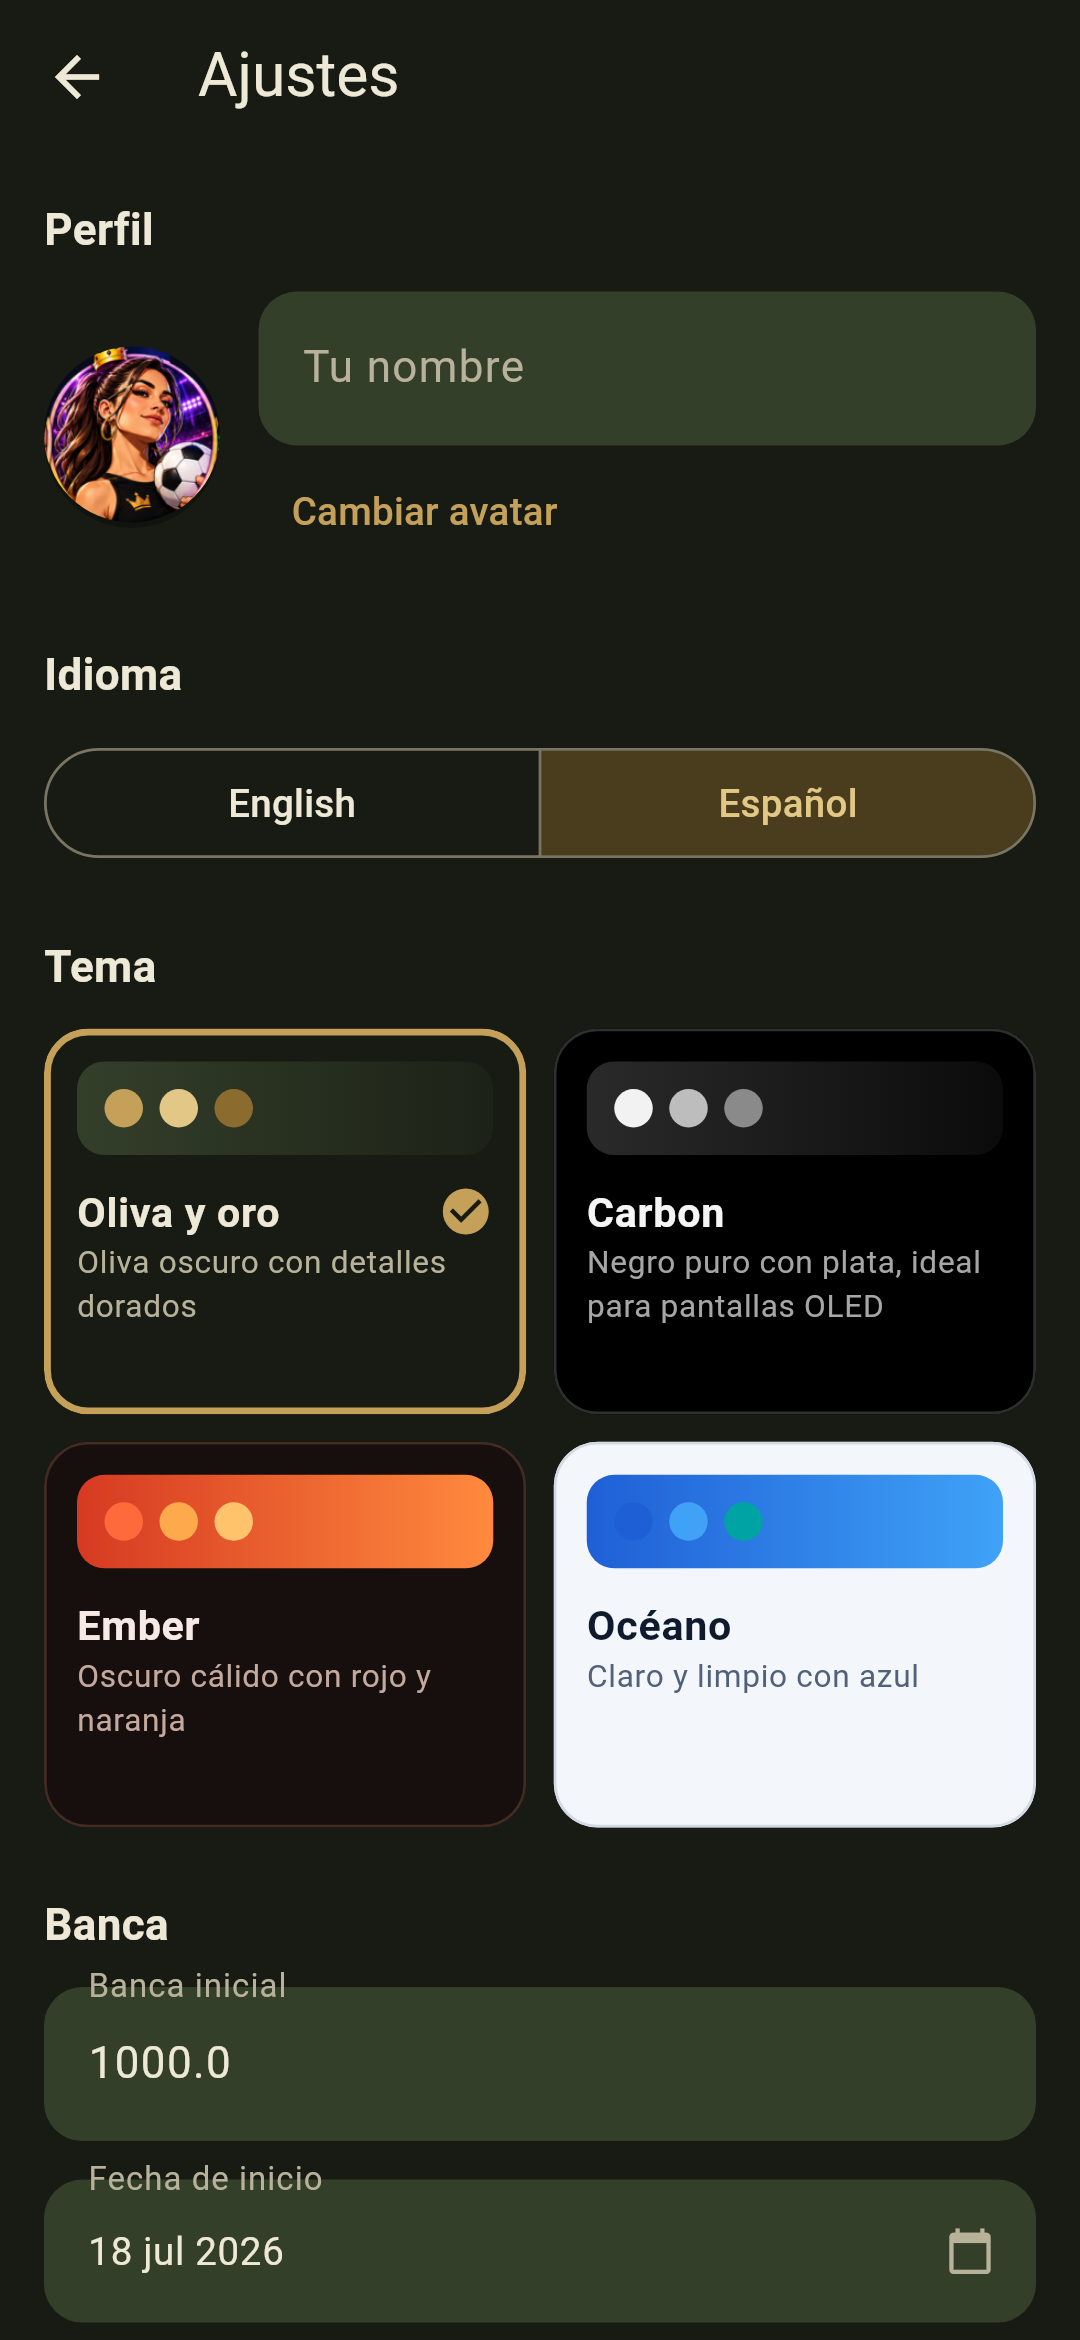 Ajustes
Perfil
Tu nombre
Cambiar avatar
Idioma
English
Español
Tema
Oliva y oro
Oliva oscuro con detalles
dorados
Carbon
Negro puro con plata, ideal
para pantallas OLED
Ember
Oscuro cálido con rojo y
naranja
Océano
Claro y limpio con azul
Banca
Banca inicial
1000.0
Fecha de inicio
18 jul 2026